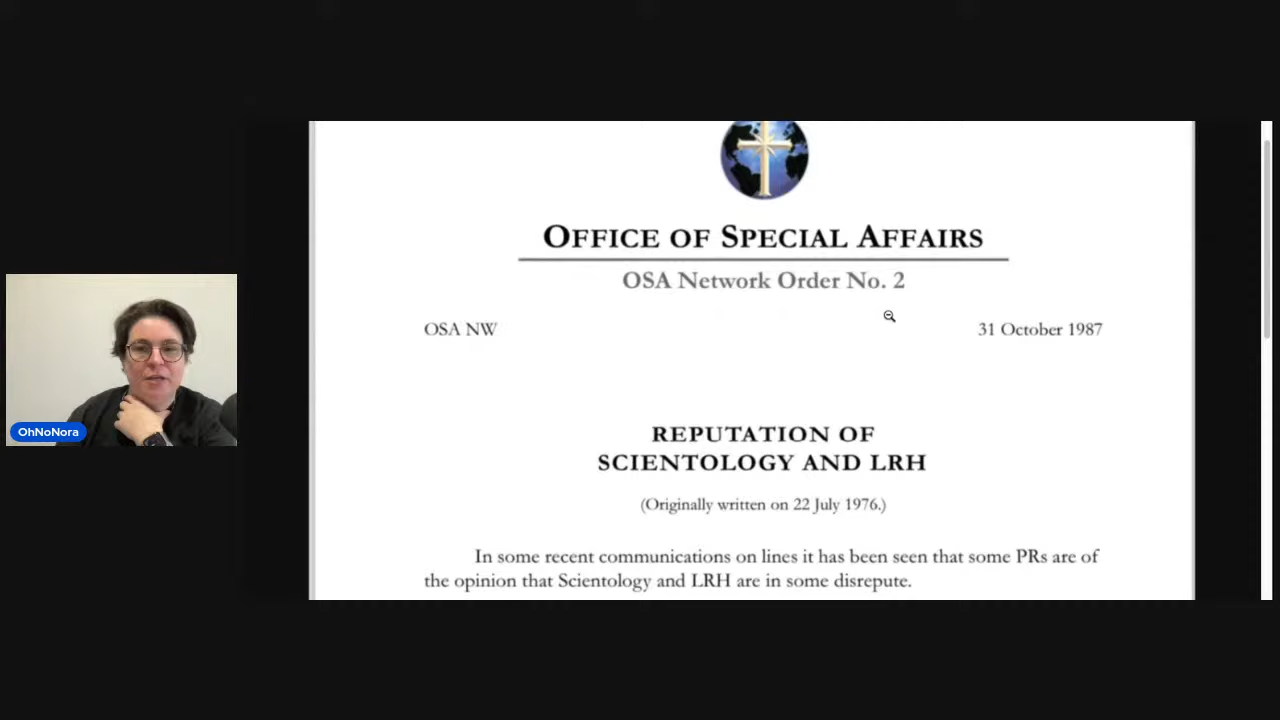 OFFICE OF SPECIAL AFFAIRS
OSA Network Order No. 2
OSA NW 31 October 1987
REPUTATION OF
SCIENTOLOGY AND LRH
(Originally written on 22 July 1976.)
In some recent communications on lines it has been seen that some PRs are of
the opinion that Scientology and LRH are in some disrepute.
OhNoNora